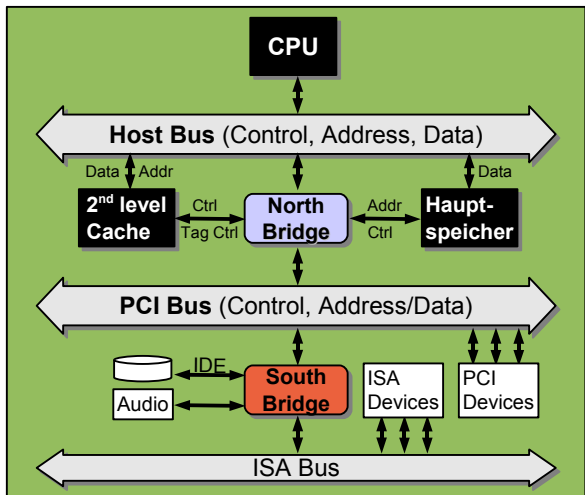 CPU
Host Bus (Control, Address, Data)
Data Addr
Data
2nd level
Cache
Ctrl
Tag Ctrl
North
Bridge
Addr
Ctrl
Haupt-
speicher
PCI Bus (Control, Address/Data)
IDE
Audio
South
Bridge
ISA
Devices
PCI
Devices
ISA Bus